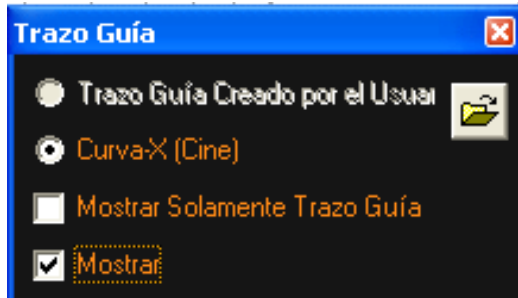 Trazo Guía
Trazo Guía Creado por el Usuar
Curva-X (Cine)
Mostrar Solamente Trazo Guía
Mostrar